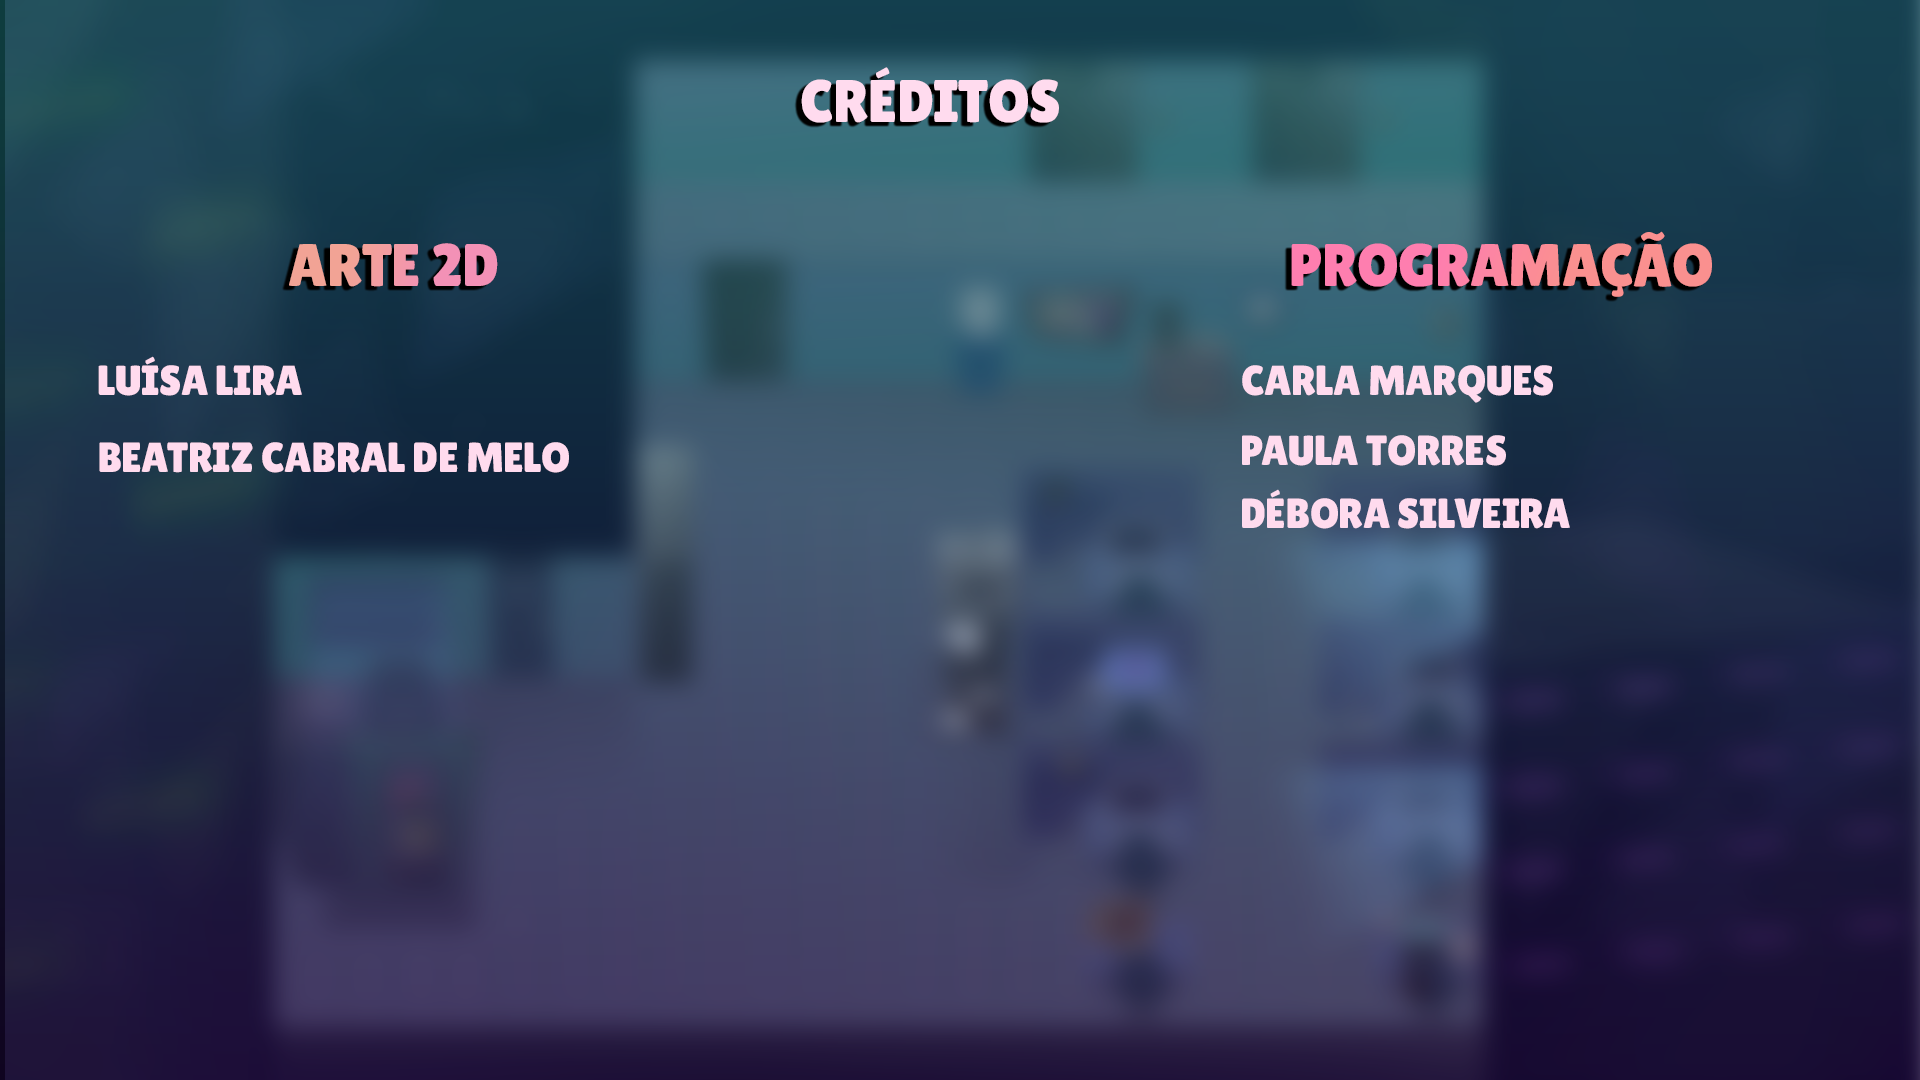 CRÉDITOS
ARTE 2D
LUÍSA LIRA
BEATRIZ CABRAL DE MELO
PROGRAMAÇÃO
CARLA MARQUES
PAULA TORRES
DÉBORA SILVEIRA